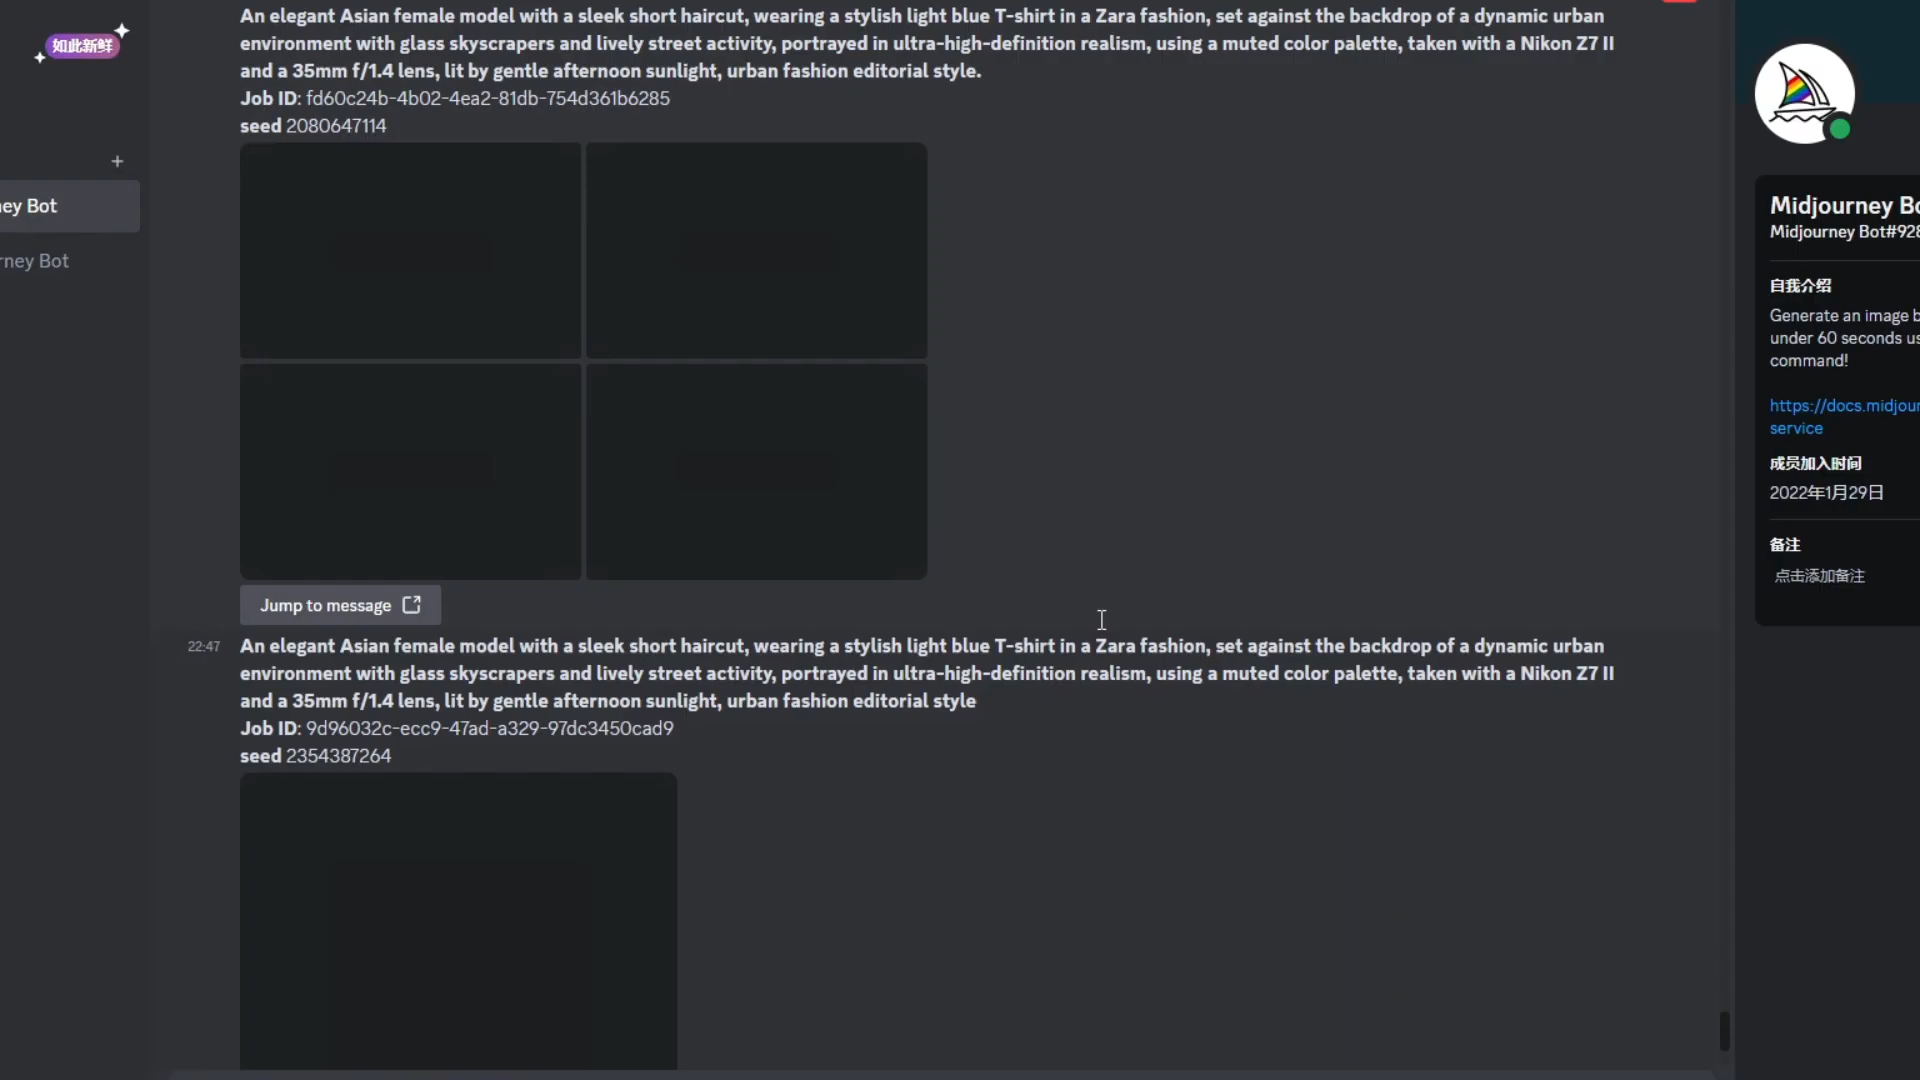 如此新鲜
ney Bot
rney Bot
An elegant Asian female model with a sleek short haircut, wearing a stylish light blue T-shirt in a Zara fashion, set against the backdrop of a dynamic urban
environment with glass skyscrapers and lively street activity, portrayed in ultra-high-definition realism, using a muted color palette, taken with a Nikon Z7 II
and a 35mm f/1.4 lens, lit by gentle afternoon sunlight, urban fashion editorial style.
Job ID: fd60c24b-4b02-4ea2-81db-754d361b6285
seed 2080647114
Jump to message
22:47
An elegant Asian female model with a sleek short haircut, wearing a stylish light blue T-shirt in a Zara fashion, set against the backdrop of a dynamic urban
environment with glass skyscrapers and lively street activity, portrayed in ultra-high-definition realism, using a muted color palette, taken with a Nikon Z7 II
and a 35mm f/1.4 lens, lit by gentle afternoon sunlight, urban fashion editorial style
Job ID: 9d96032c-ecc9-47ad-a329-97dc3450cad9
seed 2354387264
Midjourney Bo
Midjourney Bot#928
自我介绍
Generate an image b
under 60 seconds us
command!
https://docs.midjour
service
成员加入时间
2022年1月29日
备注
点击添加备注